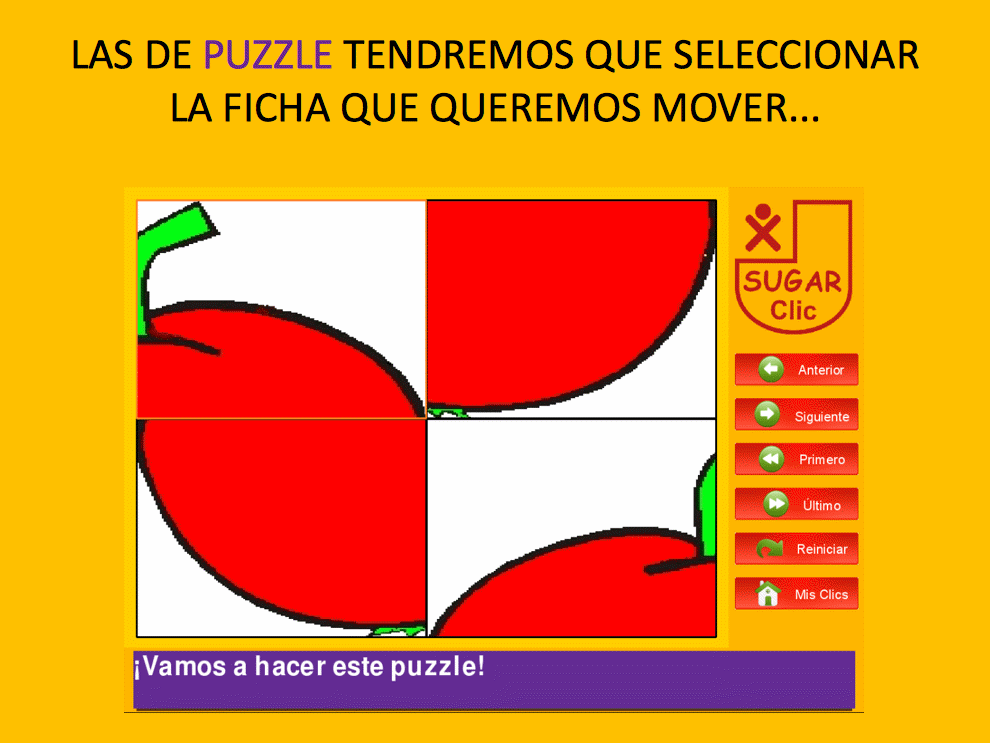 LAS DE PUZZLE TENDREMOS QUE SELECCIONAR
LA FICHA QUE QUEREMOS MOVER...
SUGAR
Clic
Anterior
Siguiente
Primero
Último
Reiniciar
Mis Clics
¡Vamos a hacer este puzzle!